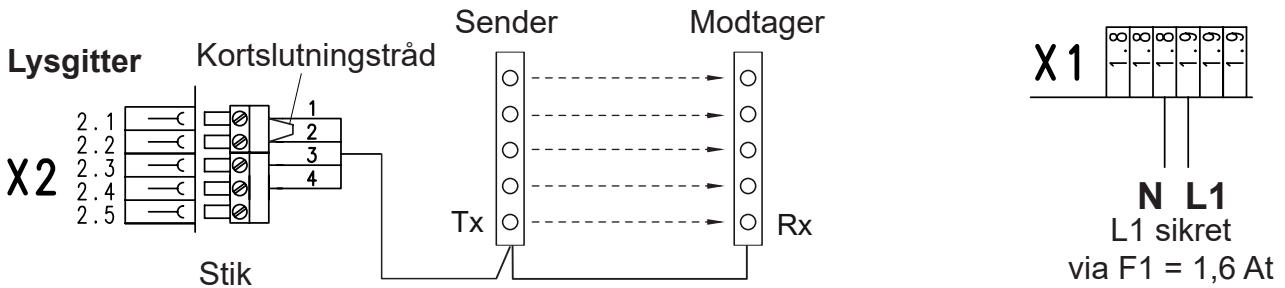 Sender
Modtager
Lysgitter
Kortslutningstråd
X2
2.1
2.2
2.3
2.4
2.5
1
2
3
4
Tx
Rx
Stik
X1
1.8
1.8
1.8
1.9
1.9
1.9
N L1
L1 sikret
via F1 = 1,6 At